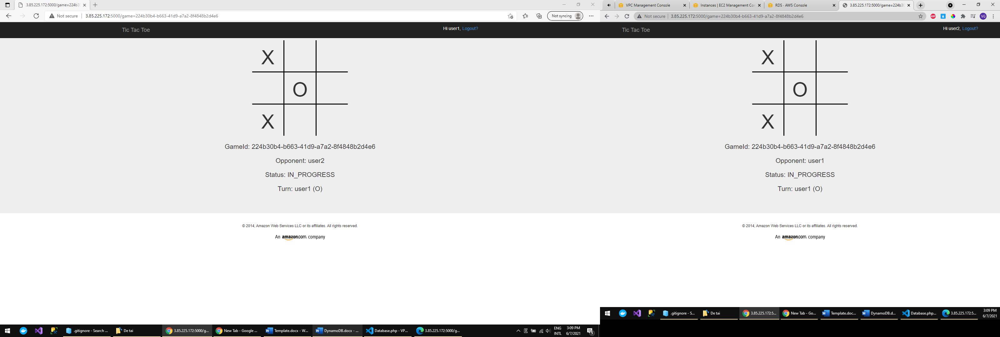 3.85.225.172:5000/game=224b3
Not secure 3.85.225.172:5000/game=224b30b4-b663-41d9-a7a2-8f4848b2d4e6 Not syncing
Tic Tac Toe Hi user1, Logout?
X
O
X
GameId: 224b30b4-b663-41d9-a7a2-8f4848b2d4e6
Opponent: user2
Status: IN_PROGRESS
Turn: user1 (O)
© 2014, Amazon Web Services LLC or its affiliates. All rights reserved.
An amazon.com company
.gitignore - Search ... De tai 3.85.225.172:5000/g... New Tab - Google ... Template.docx - W... DynamoDB.docx - ... Database.php - VP... 3.85.225.172:5000/g... ENG 3:09 PM
INTL 6/7/2021 5
VPC Management Console Instances | EC2 Management Cor RDS · AWS Console 3.85.225.172:5000/game=224b3
Not secure 3.85.225.172:5000/game=224b30b4-b663-41d9-a7a2-8f4848b2d4e6 ABP Vũ
Tic Tac Toe Hi user2, Logout?
X
O
X
GameId: 224b30b4-b663-41d9-a7a2-8f4848b2d4e6
Opponent: user1
Status: IN_PROGRESS
Turn: user1 (O)
© 2014, Amazon Web Services LLC or its affiliates. All rights reserved.
An amazon.com company
.gitignore - S... De tai 3.85.225.172:5... New Tab - Go... Template.doc... DynamoDB.d... Database.php... 3.85.225.172:5... 3:09 PM
6/7/2021